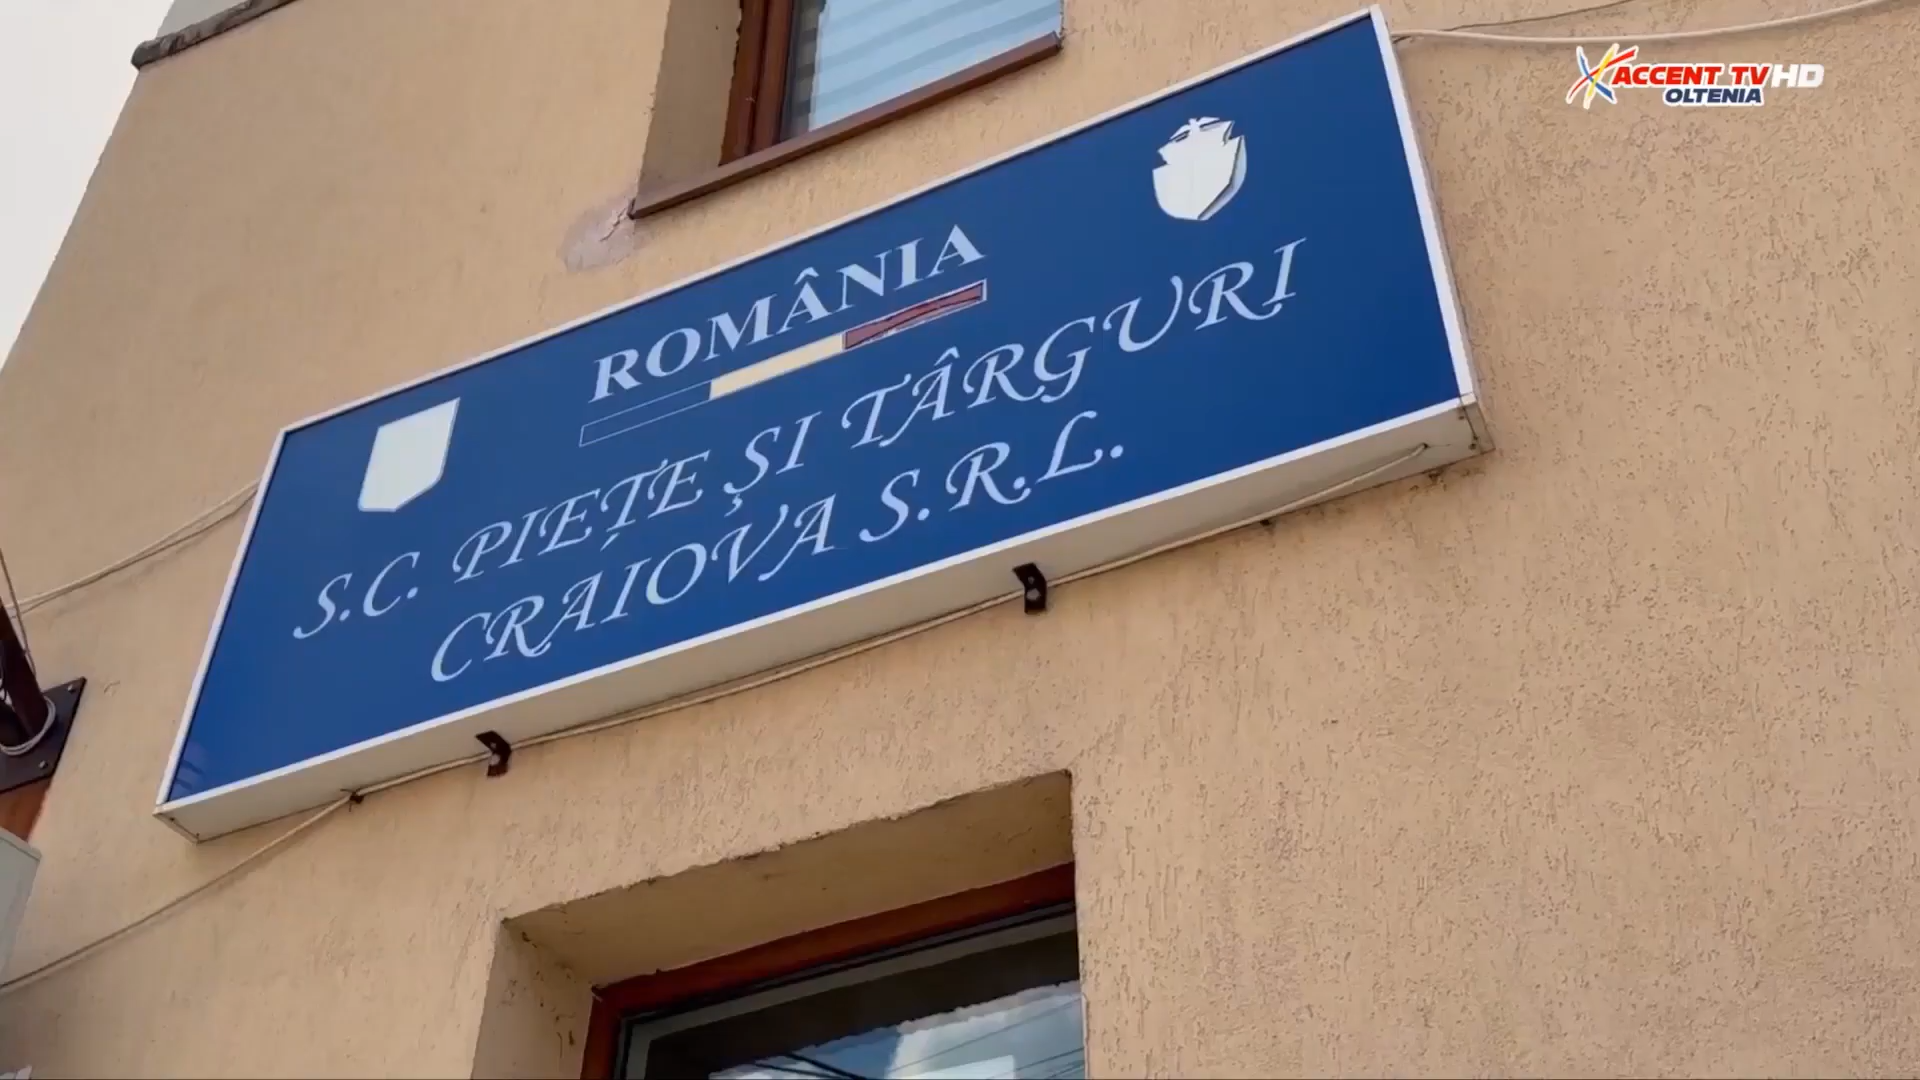 ACCENT TV HD
OLTENIA
ROMÂNIA
S.C. PIEȚE ȘI TÂRGURI
CRAIOVA S.R.L.